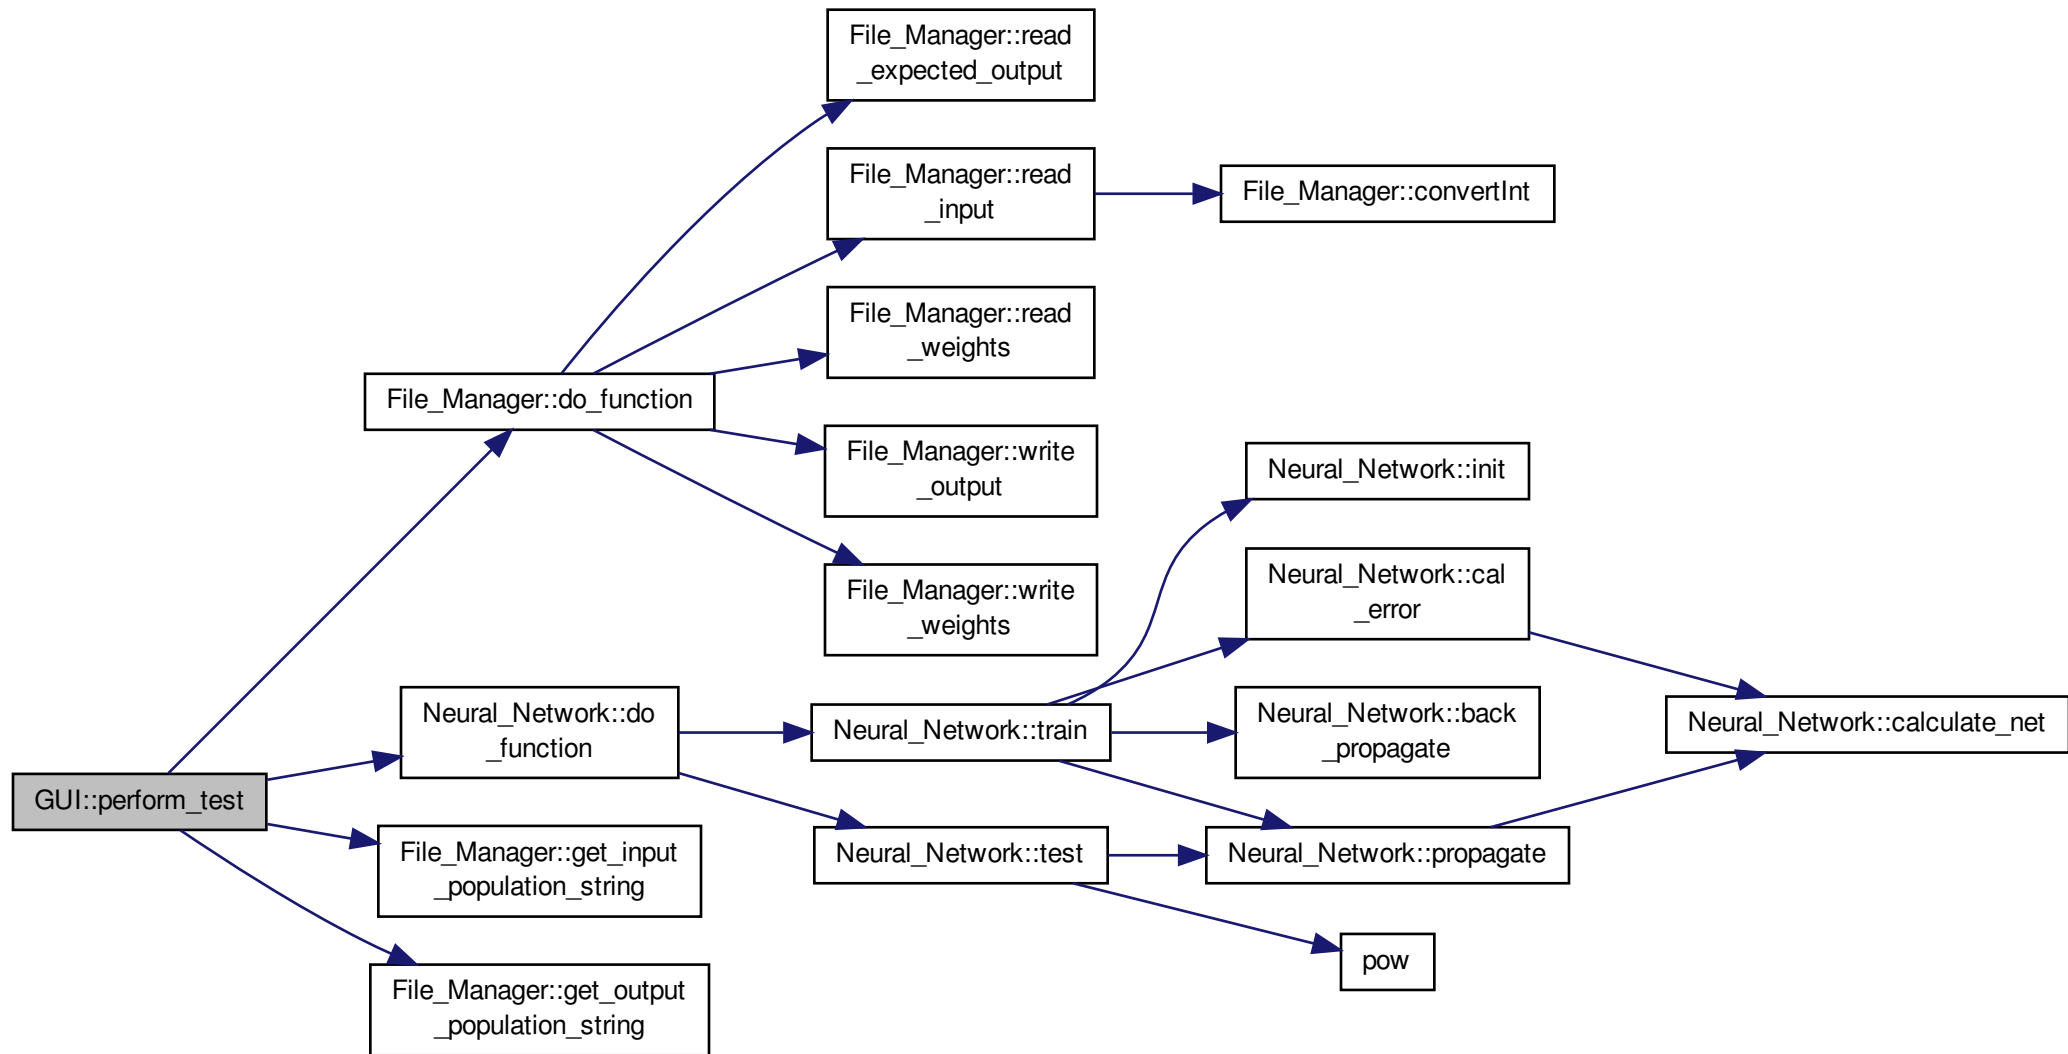 File_Manager::read
_expected_output
File_Manager::read
_input
File_Manager::convertInt
File_Manager::read
_weights
File_Manager::do_function
File_Manager::write
_output
Neural_Network::init
File_Manager::write
_weights
Neural_Network::cal
_error
Neural_Network::do
_function
Neural_Network::train
Neural_Network::back
_propagate
Neural_Network::calculate_net
GUI::perform_test
File_Manager::get_input
_population_string
Neural_Network::test
Neural_Network::propagate
pow
File_Manager::get_output
_population_string